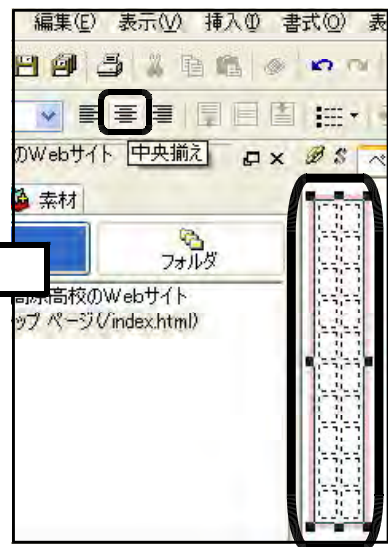 編集(E) 表示(V) 挿入(I) 書式(O) 表
のWebサイト 中央揃え
素材
フォルダ
高原高校のWebサイト
ップ ページ(/index.html)